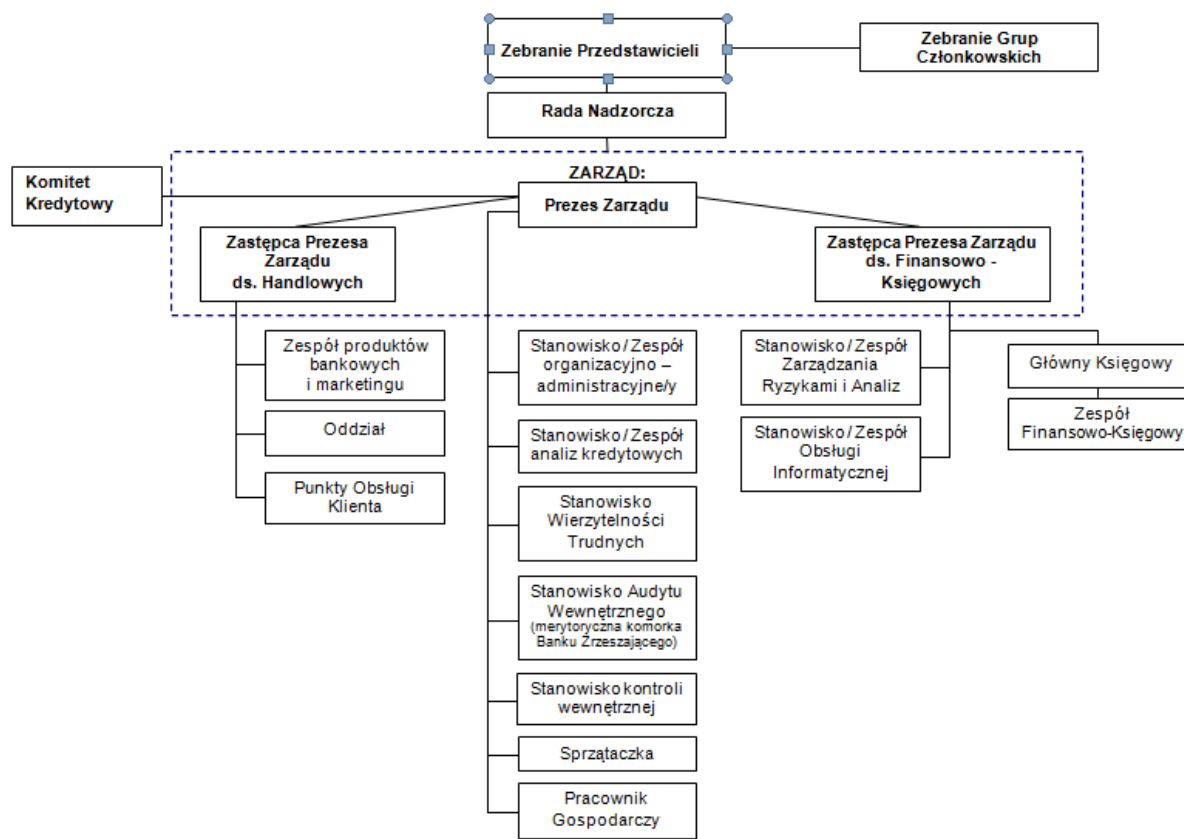 Zebranie Przedstawicieli
Zebranie Grup
Członkowskich
Rada Nadzorcza
ZARZĄD:
Komitet
Kredytowy
Prezes Zarządu
Zastępca Prezesa
Zarządu
ds. Handlowych
Zastępca Prezesa Zarządu
ds. Finansowo -
Księgowych
Zespół produktów
bankowych
i marketingu
Oddział
Punkty Obsługi
Klienta
Stanowisko / Zespół
organizacyjno –
administracyjne/y
Stanowisko / Zespół
analiz kredytowych
Stanowisko
Wierzytelności
Trudnych
Stanowisko Audytu
Wewnętrznego
(merytoryczna komorka
Banku Zrzeszającego)
Stanowisko kontroli
wewnętrznej
Sprzątaczka
Pracownik
Gospodarczy
Stanowisko / Zespół
Zarządzania
Ryzykami i Analiz
Stanowisko / Zespół
Obsługi
Informatycznej
Główny Księgowy
Zespół
Finansowo-Księgowy